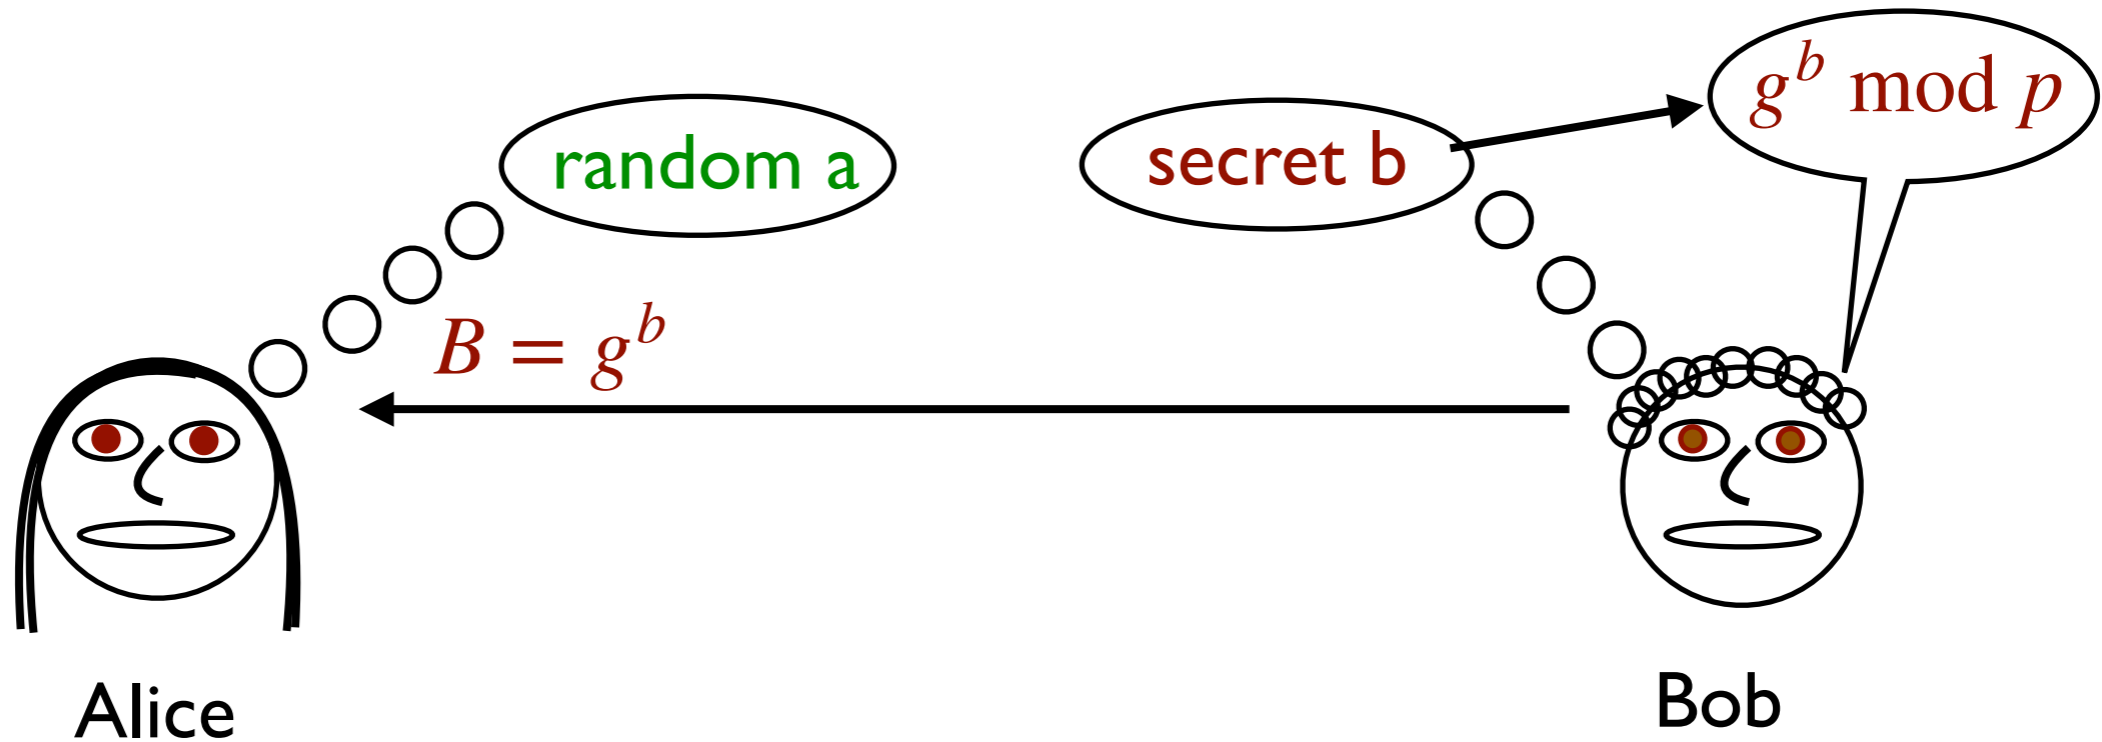 g^b mod p
random a
secret b
B = g^b
Alice
Bob